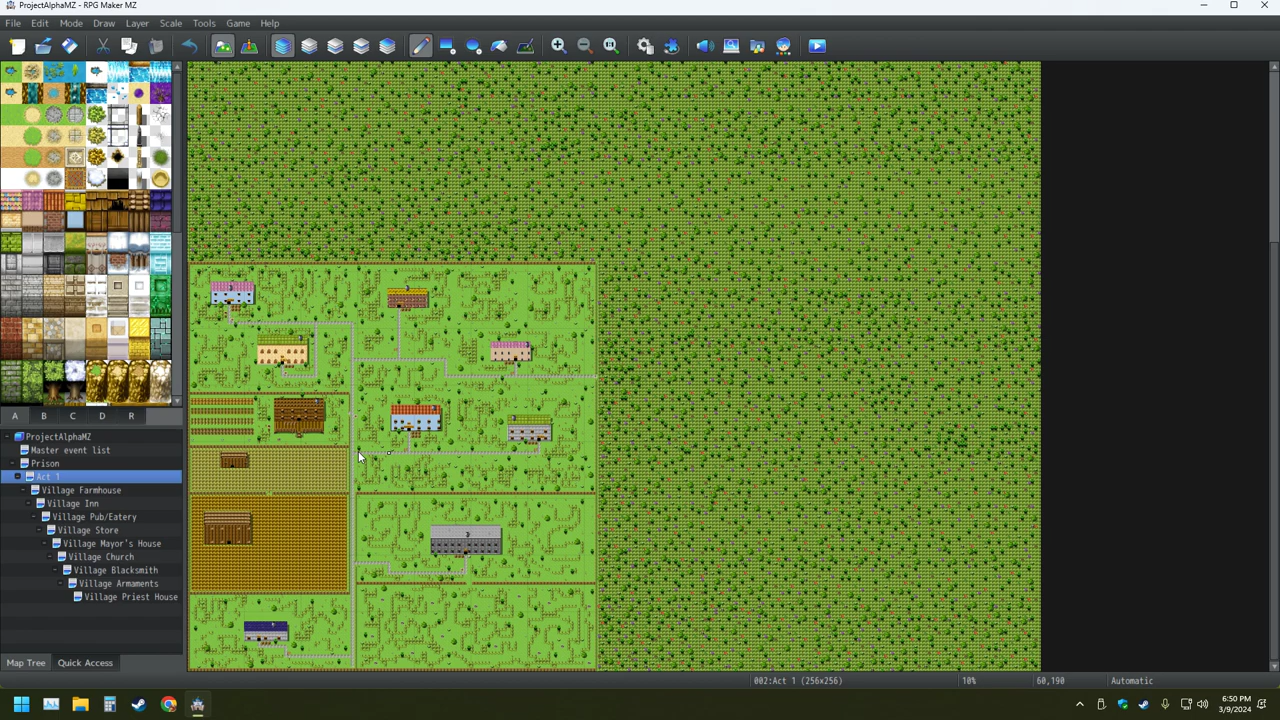 ProjectAlphaMZ - RPG Maker MZ
File Edit Mode Draw Layer Scale Tools Game Help
A B C D R
ProjectAlphaMZ
Master event list
Prison
Act 1
Village Farmhouse
Village Inn
Village Pub/Eatery
Village Store
Village Mayor's House
Village Church
Village Blacksmith
Village Armaments
Village Priest House
Map Tree Quick Access
002:Act 1 (256x256) 10% 60,190 Automatic
6:50 PM
3/9/2024